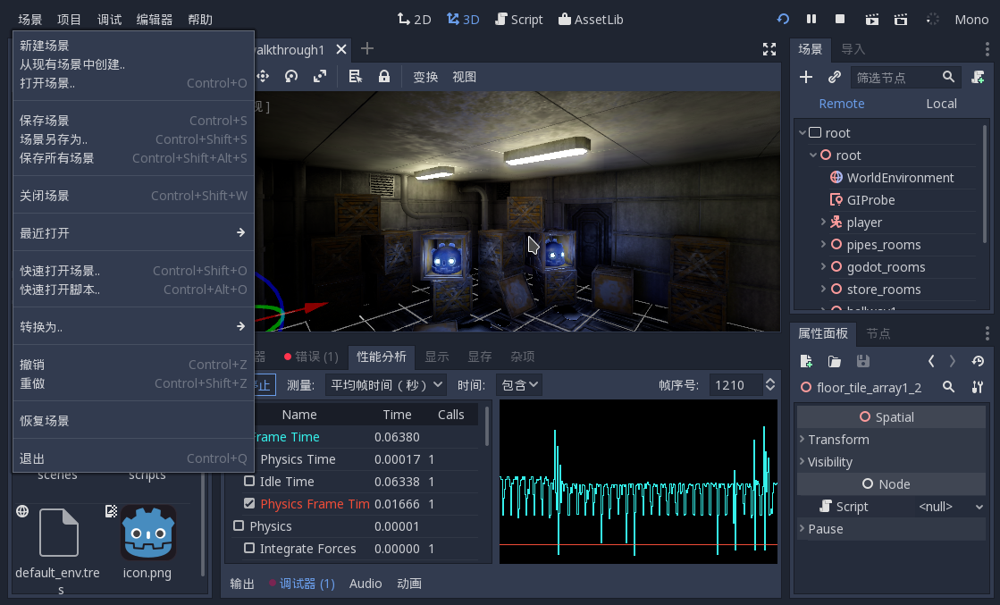 场景 项目 调试 编辑器 帮助
2D 3D Script AssetLib
Mono
新建场景
从现有场景中创建..
打开场景.. Control+O
保存场景 Control+S
场景另存为.. Control+Shift+S
保存所有场景 Control+Shift+Alt+S
关闭场景 Control+Shift+W
最近打开
快速打开场景.. Control+Shift+O
快速打开脚本.. Control+Alt+O
转换为..
撤销 Control+Z
重做 Control+Shift+Z
恢复场景
退出 Control+Q
scenes scripts
default_env.tre
s
icon.png
alkthrough1
变换 视图
视 ]
器 错误 (1) 性能分析 显示 显存 杂项
止 测量: 平均帧时间（秒） 时间: 包含 帧序号: 1210
Name Time Calls
Frame Time 0.06380
Physics Time 0.00017 1
Idle Time 0.06338 1
Physics Frame Tim 0.01666 1
Physics 0.00001
Integrate Forces 0.00000 1
输出 调试器 (1) Audio 动画
场景 导入
筛选节点
Remote Local
root
root
WorldEnvironment
GIProbe
player
pipes_rooms
godot_rooms
store_rooms
hallway1
属性面板 节点
floor_tile_array1_2
Spatial
Transform
Visibility
Node
Script <null>
Pause